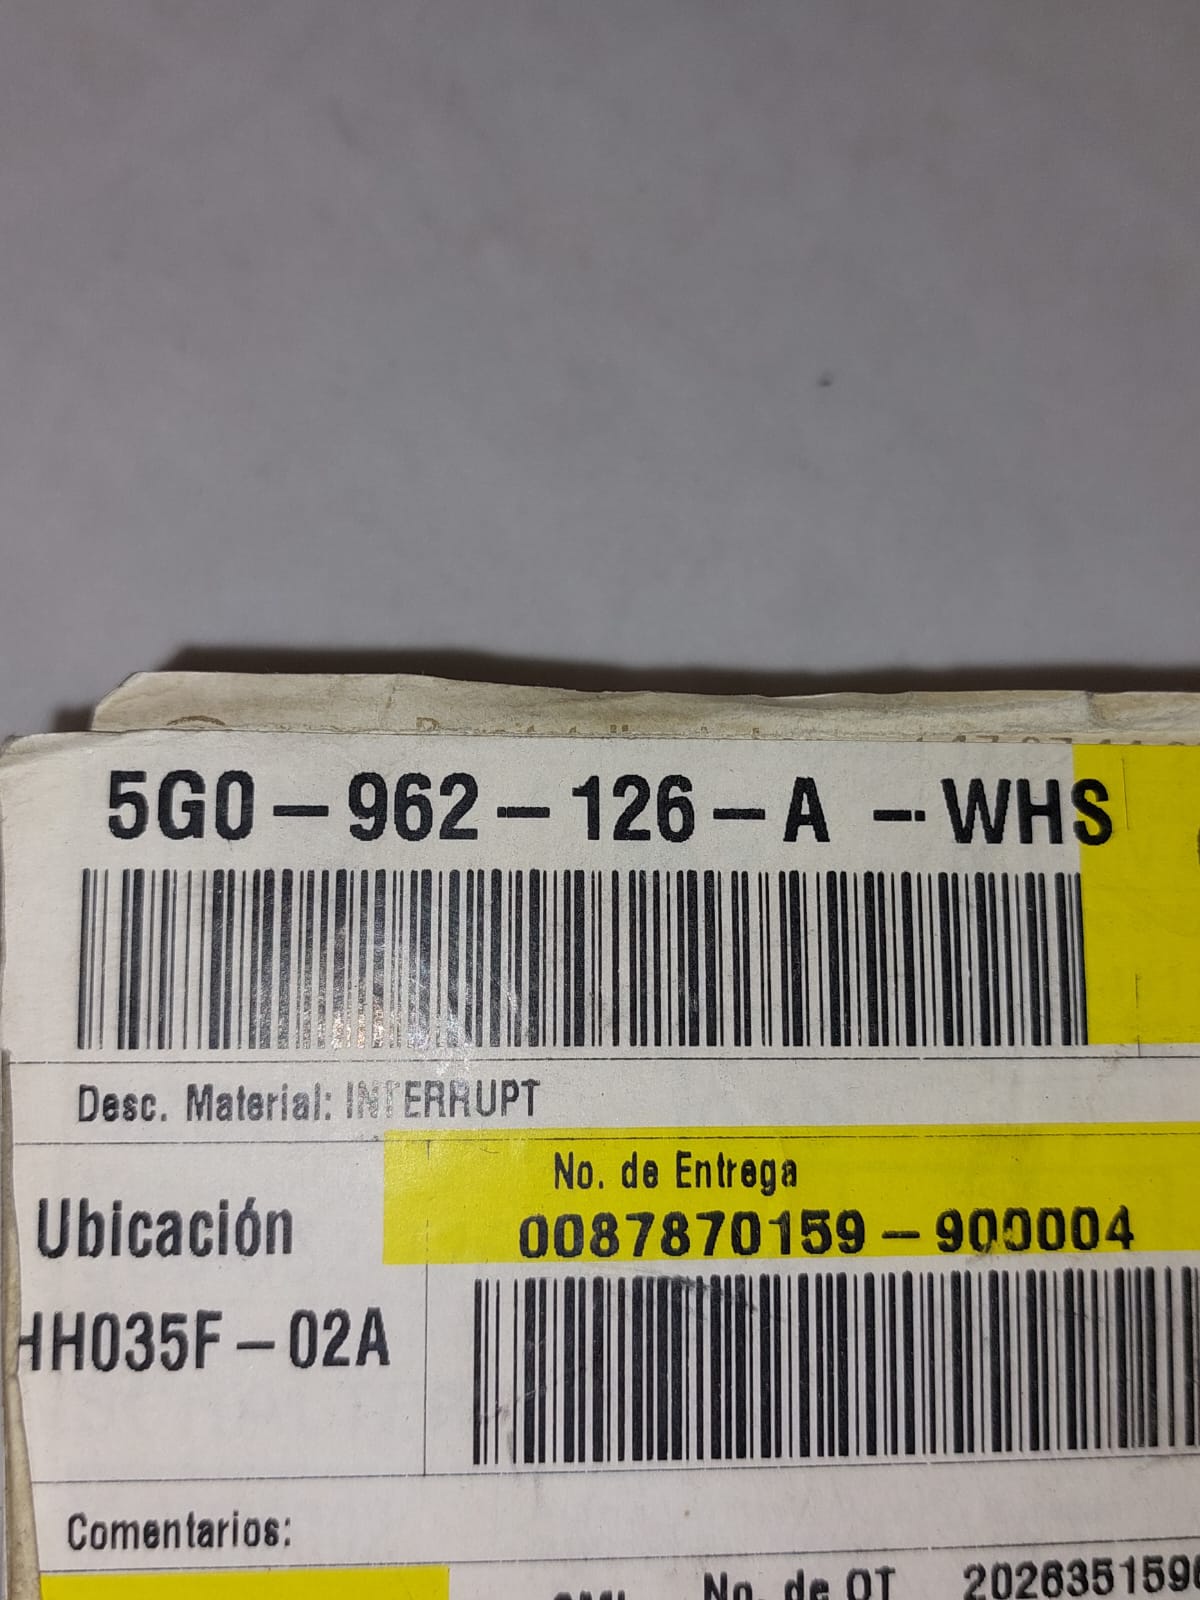 5G0-962-126-A -WHS
Desc. Material: INTERRUPT
No. de Entrega
Ubicación
0087870159-900004
HH035F-02A
Comentarios:
No. de OT